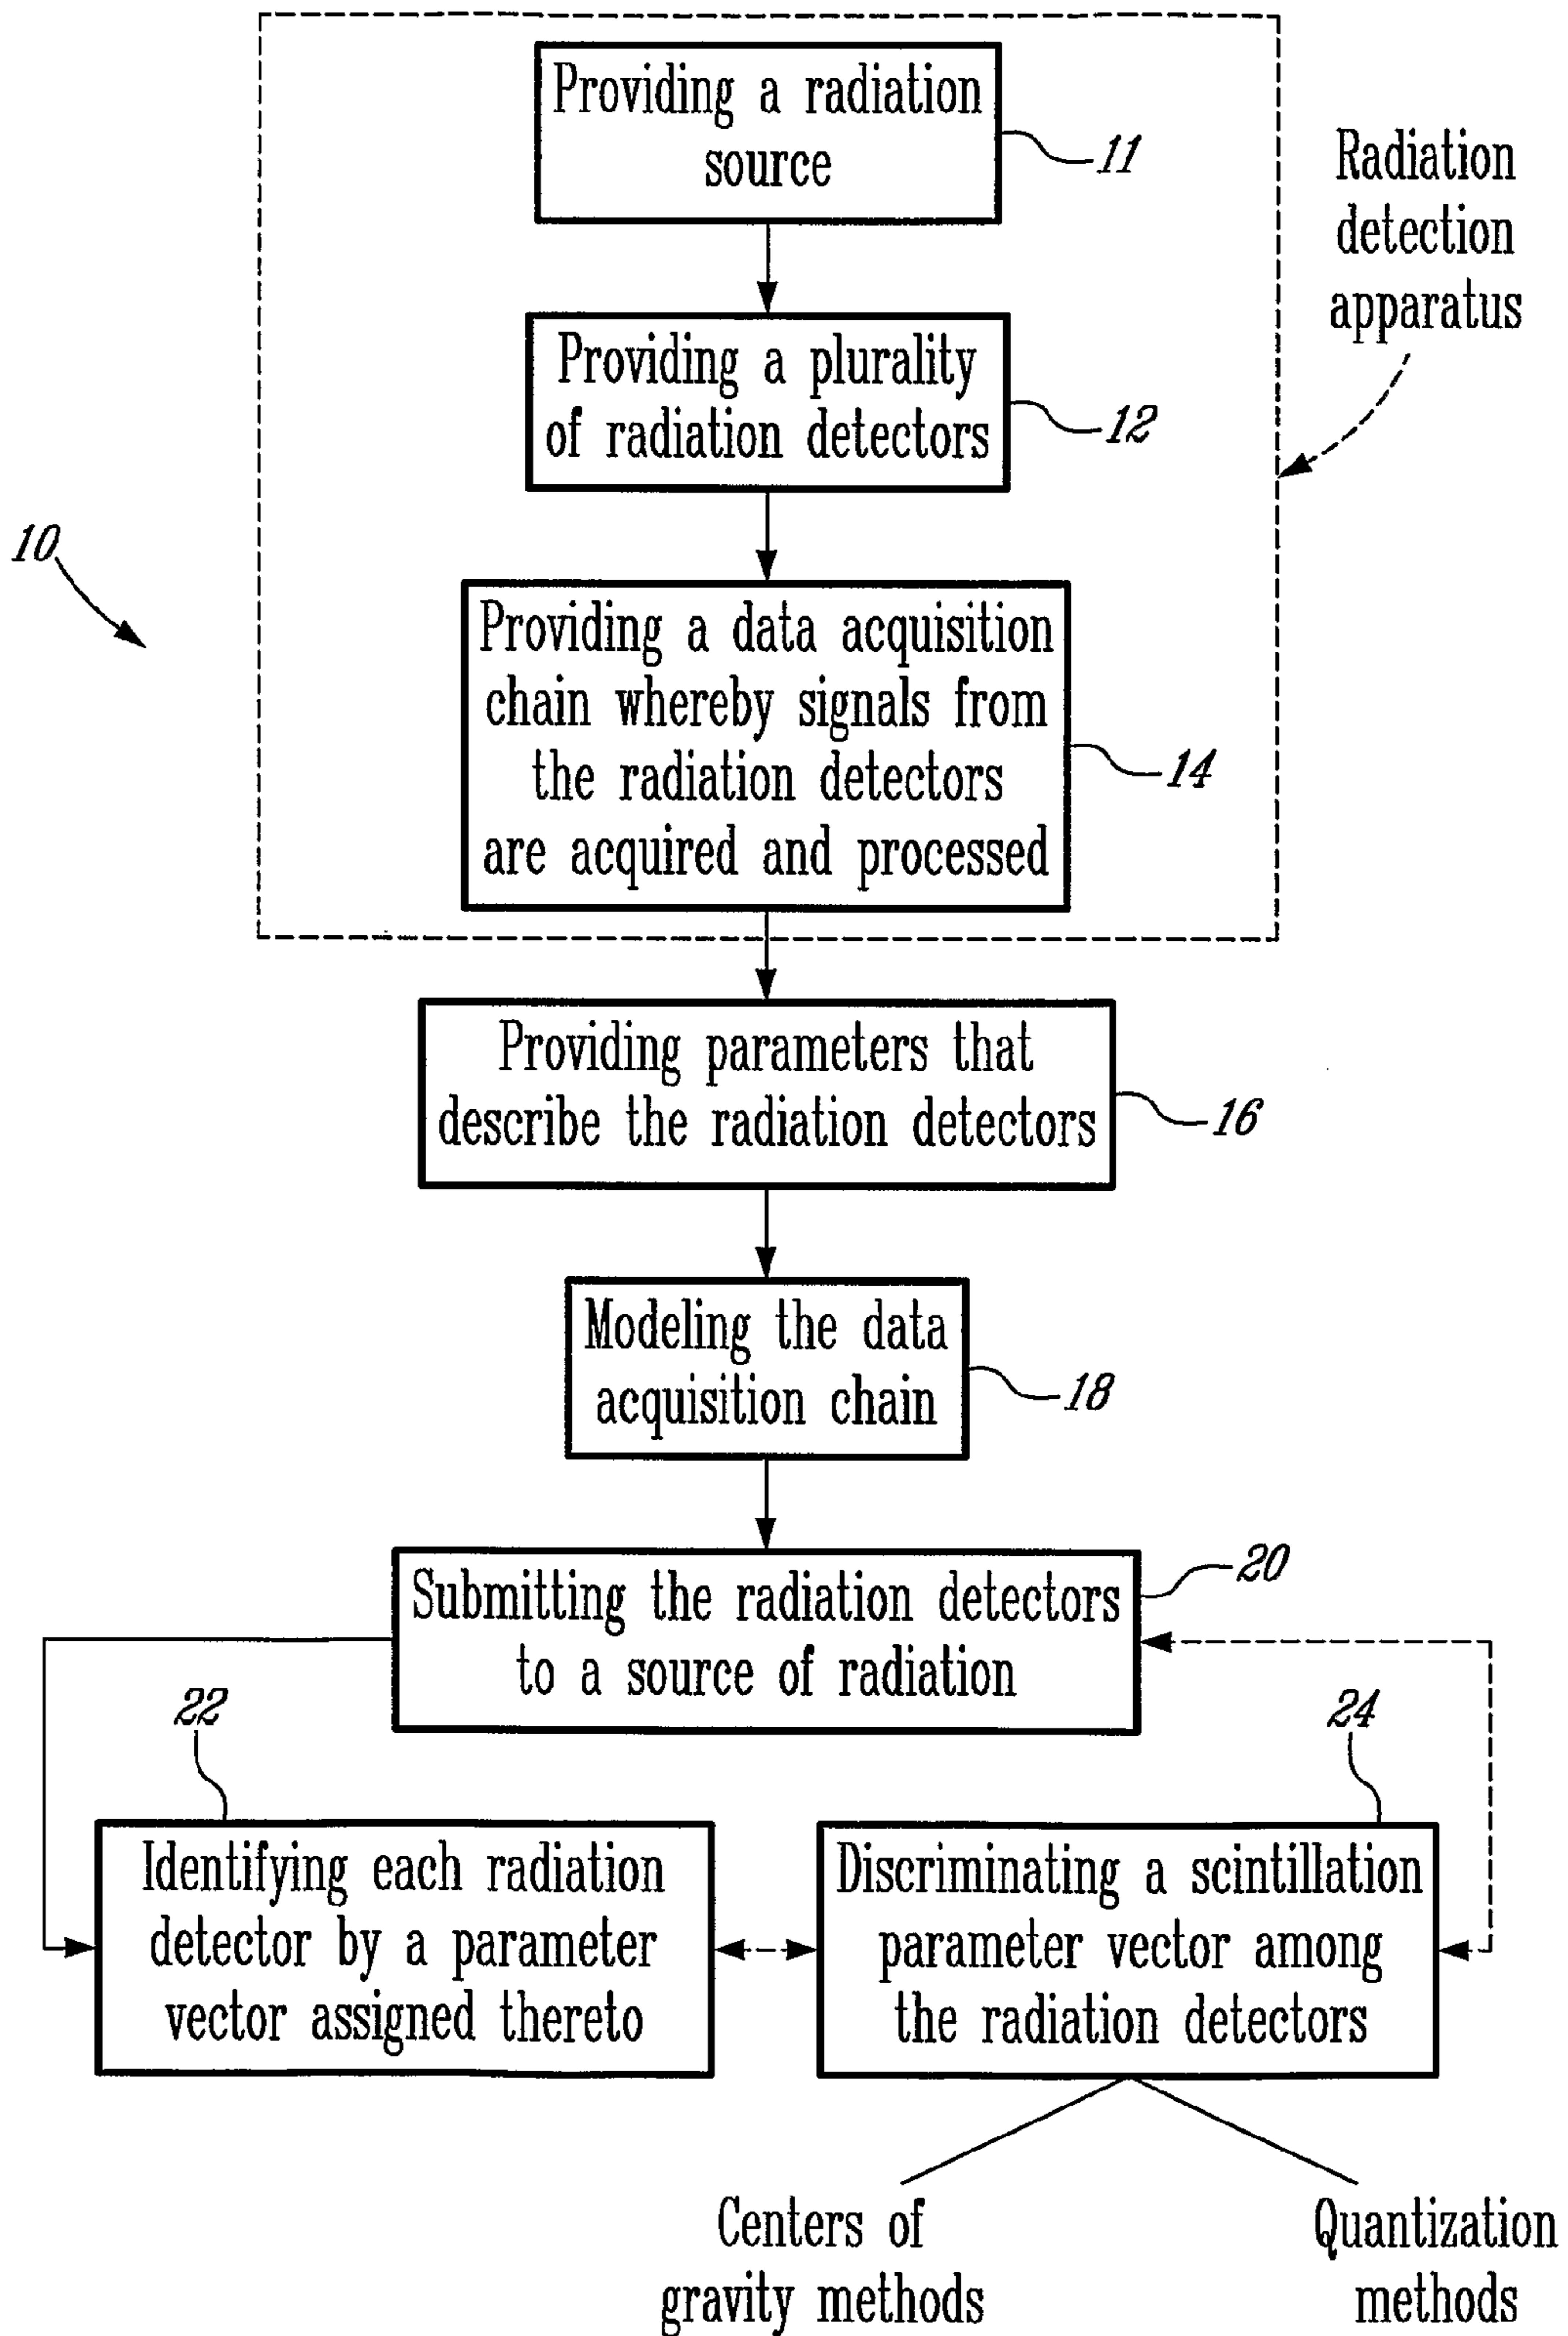 Providing a radiation
source
11
Radiation
detection
apparatus
Providing a plurality
of radiation detectors
12
10
Providing a data acquisition
chain whereby signals from
the radiation detectors
are acquired and processed
14
Providing parameters that
describe the radiation detectors
16
Modeling the data
acquisition chain
18
Submitting the radiation detectors
to a source of radiation
20
22
Identifying each radiation
detector by a parameter
vector assigned thereto
24
Discriminating a scintillation
parameter vector among
the radiation detectors
Centers of
gravity methods
Quantization
methods